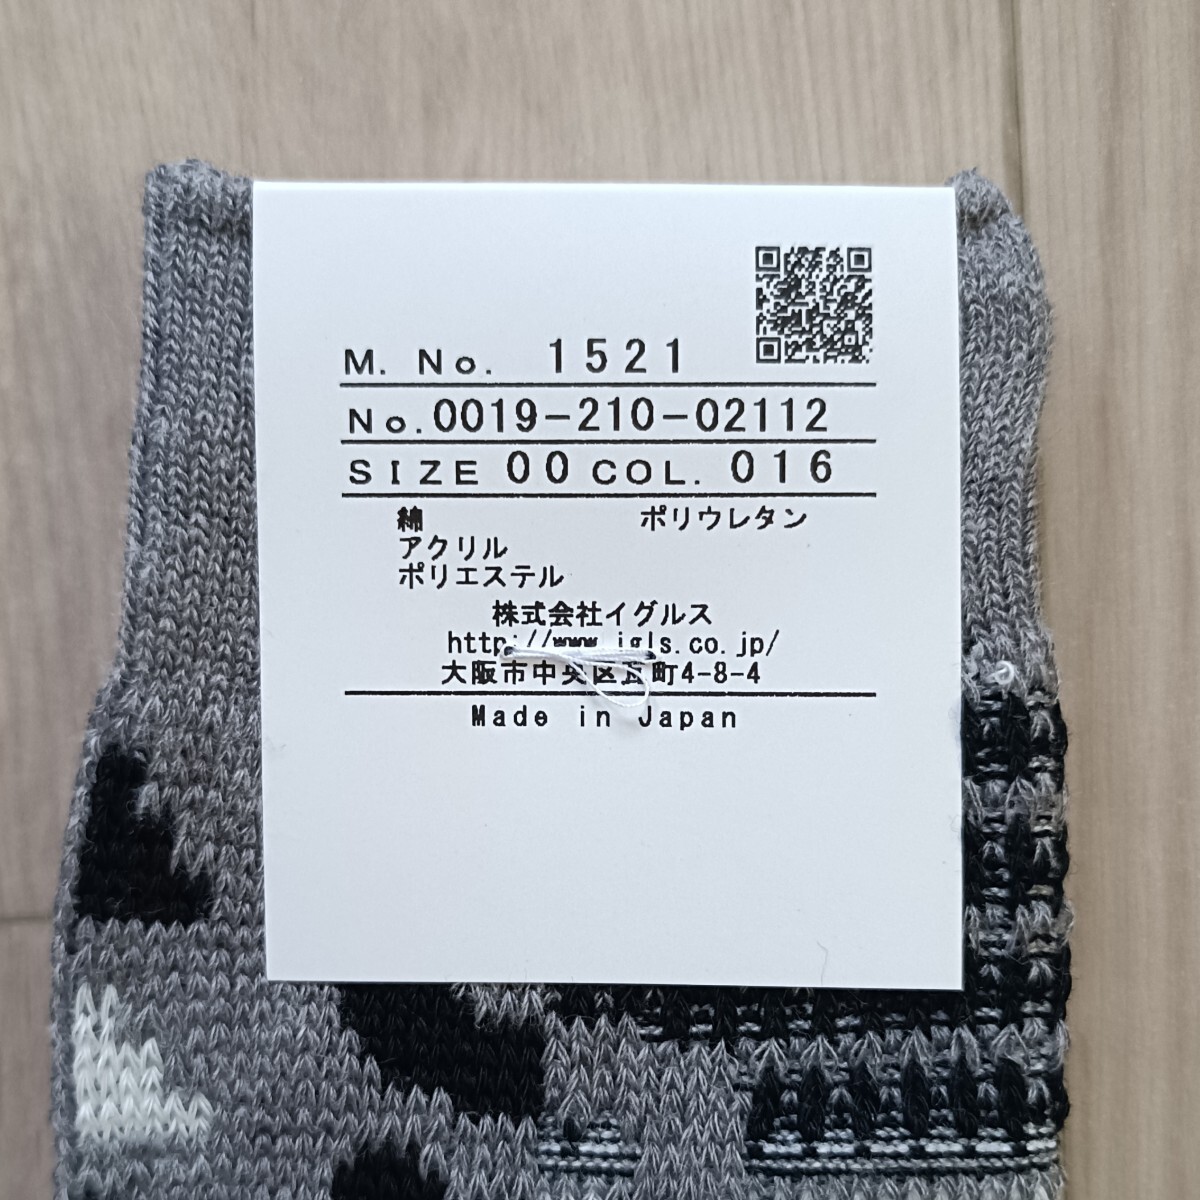 M. No. 1521
No.0019-210-02112
SIZE 00 COL. 016
綿 ポリウレタン
アクリル
ポリエステル
株式会社イグルス
http://www.igls.co.jp/
大阪市中央区瓦町4-8-4
Made in Japan